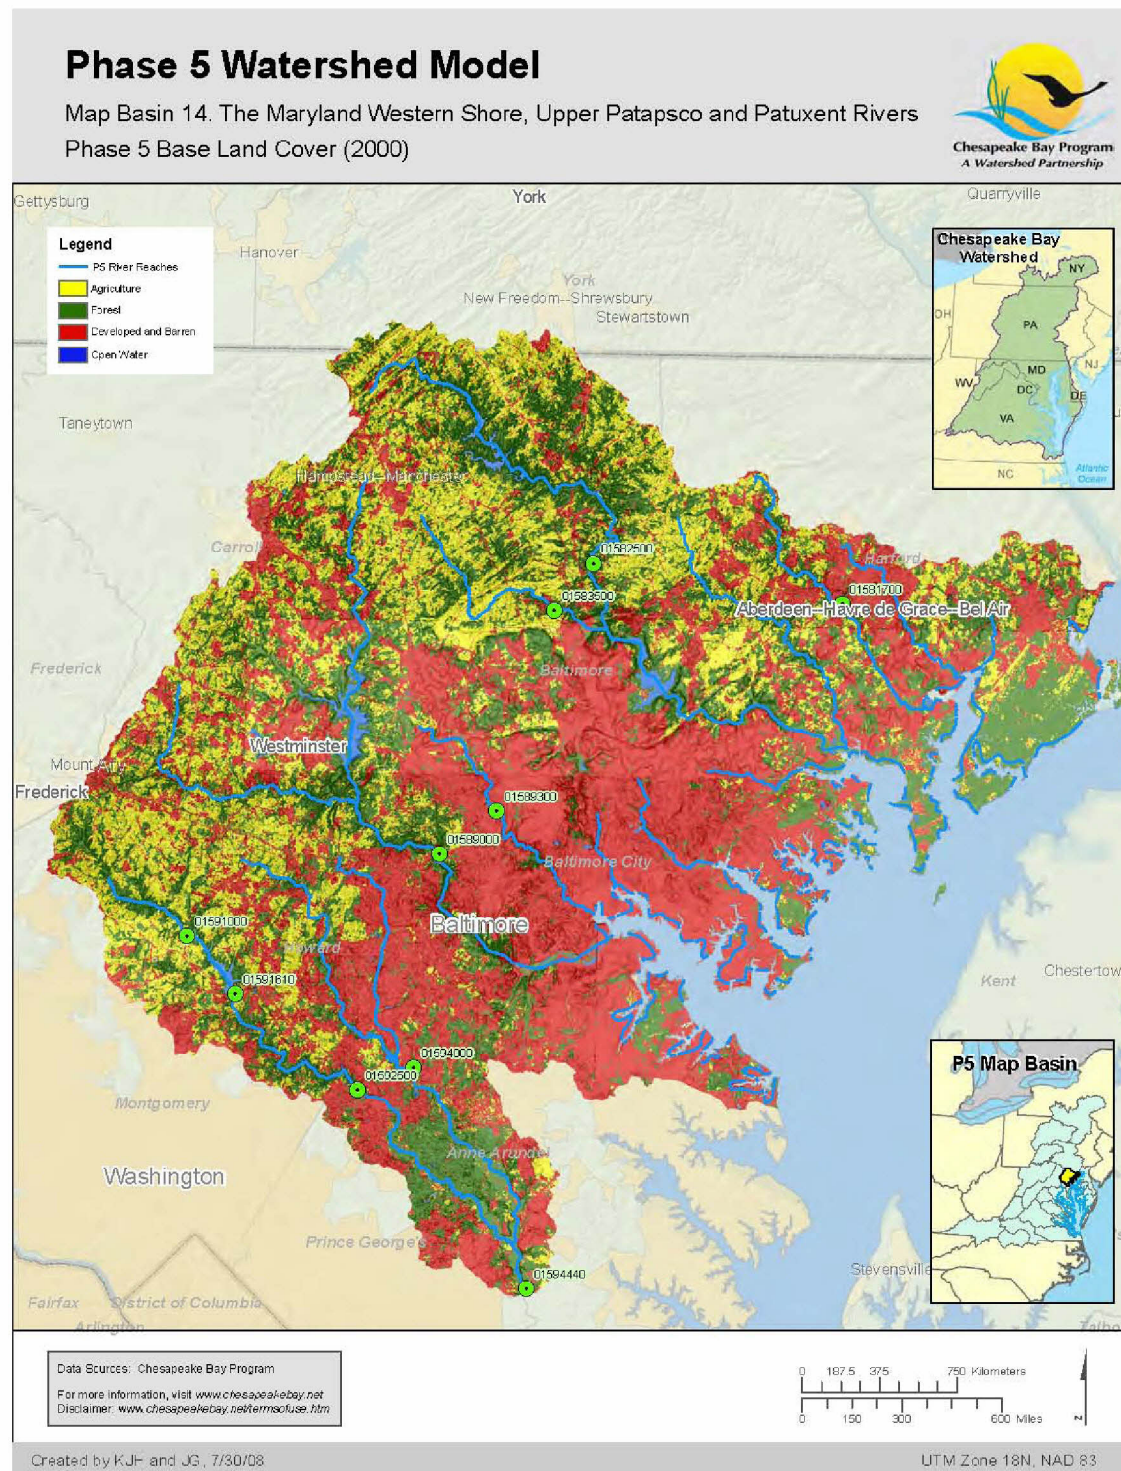 Phase 5 Watershed Model
Map Basin 14. The Maryland Western Shore, Upper Patapsco and Patuxent Rivers
Phase 5 Base Land Cover (2000)
Chesapeake Bay Program
A Watershed Partnership
Gettysburg
York
Quarryville
Legend
P5 River Reaches
Agriculture
Forest
Developed and Barren
Open Water
Hanover
York
New Freedom--Shrewsbury
Stewartstown
Chesapeake Bay
Watershed
NY
OH
PA
NJ
MD
WV
DC
DE
VA
NC
Atlantic
Ocean
Taneytown
Hampstead--Manchester
Carroll
01582500
Harford
01581700
01583500
Aberdeen--Havre de Grace--Bel Air
Frederick
Baltimore
Westminster
Mount Airy
Frederick
01589300
01589000
Baltimore City
01591000
Baltimore
Howard
01591610
Kent
Chestertow
01594000
01592500
P5 Map Basin
Montgomery
Anne Arundel
Washington
Prince George's
Stevensville
01594440
Fairfax
District of Columbia
Arlington
Talbo
Data Sources: Chesapeake Bay Program
For more information, visit www.chesapeakebay.net
Disclaimer: www.chesapeakebay.net/termsofuse.htm
0 187.5 375 750 Kilometers
0 150 300 600 Miles
N
Created by KJH and JG, 7/30/08
UTM Zone 18N, NAD 83